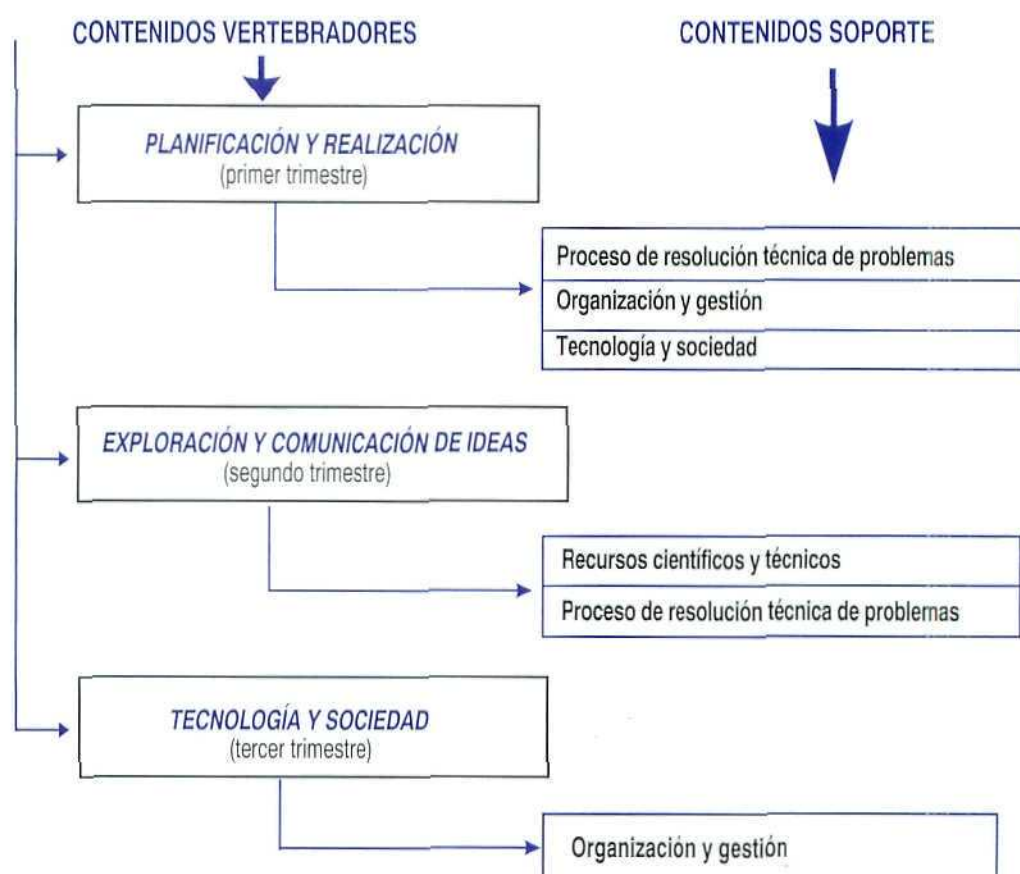 CONTENIDOS VERTEBRADORES
CONTENIDOS SOPORTE
PLANIFICACIÓN Y REALIZACIÓN
(primer trimestre)
Proceso de resolución técnica de problemas
Organización y gestión
Tecnología y sociedad
EXPLORACIÓN Y COMUNICACIÓN DE IDEAS
(segundo trimestre)
Recursos científicos y técnicos
Proceso de resolución técnica de problemas
TECNOLOGÍA Y SOCIEDAD
(tercer trimestre)
Organización y gestión